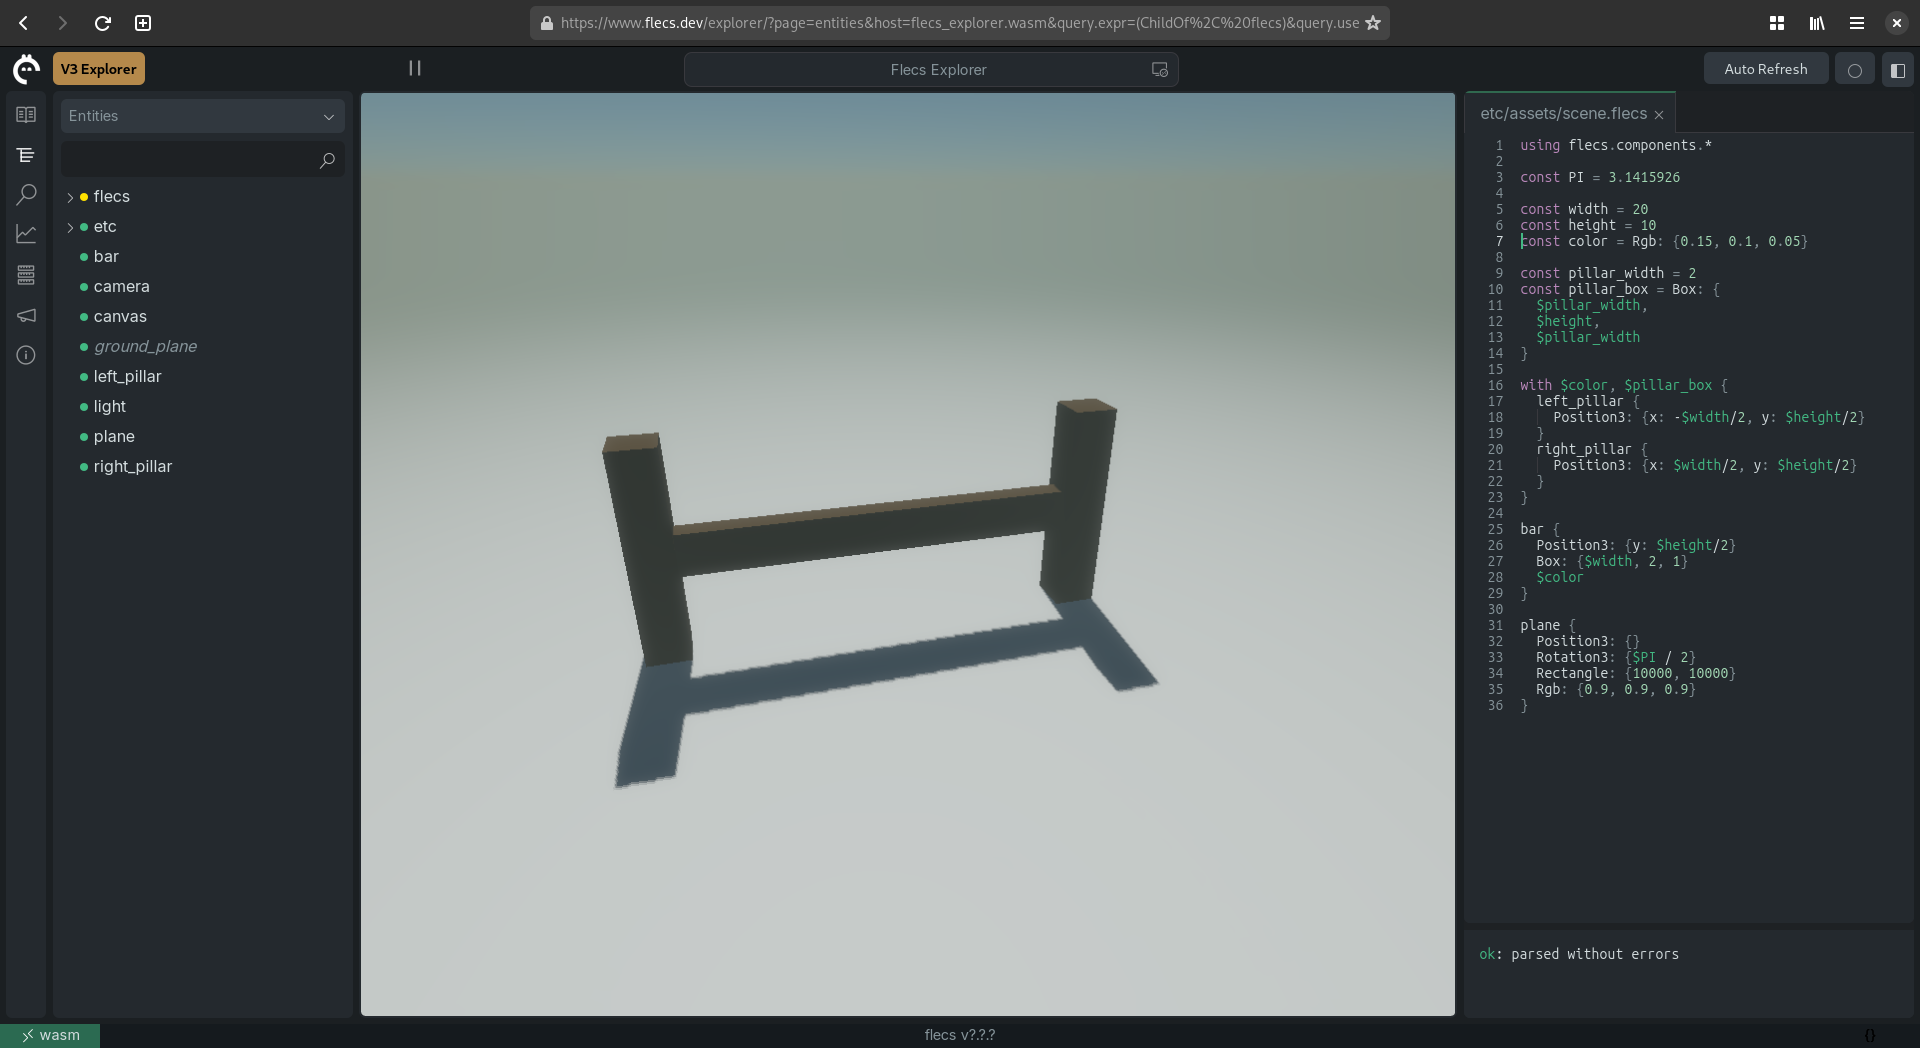 https://www.flecs.dev/explorer/?page=entities&host=flecs_explorer.wasm&query.expr=(ChildOf%2C%20flecs)&query.use
V3 Explorer
Flecs Explorer
Auto Refresh
Entities
flecs
etc
bar
camera
canvas
ground_plane
left_pillar
light
plane
right_pillar
etc/assets/scene.flecs
1 using flecs.components.*
2
3 const PI = 3.1415926
4
5 const width = 20
6 const height = 10
7 const color = Rgb: {0.15, 0.1, 0.05}
8
9 const pillar_width = 2
10 const pillar_box = Box: {
11 $pillar_width,
12 $height,
13 $pillar_width
14 }
15
16 with $color, $pillar_box {
17 left_pillar {
18 Position3: {x: -$width/2, y: $height/2}
19 }
20 right_pillar {
21 Position3: {x: $width/2, y: $height/2}
22 }
23 }
24
25 bar {
26 Position3: {y: $height/2}
27 Box: {$width, 2, 1}
28 $color
29 }
30
31 plane {
32 Position3: {}
33 Rotation3: {$PI / 2}
34 Rectangle: {10000, 10000}
35 Rgb: {0.9, 0.9, 0.9}
36 }
ok: parsed without errors
wasm
flecs v?.?.?
{}